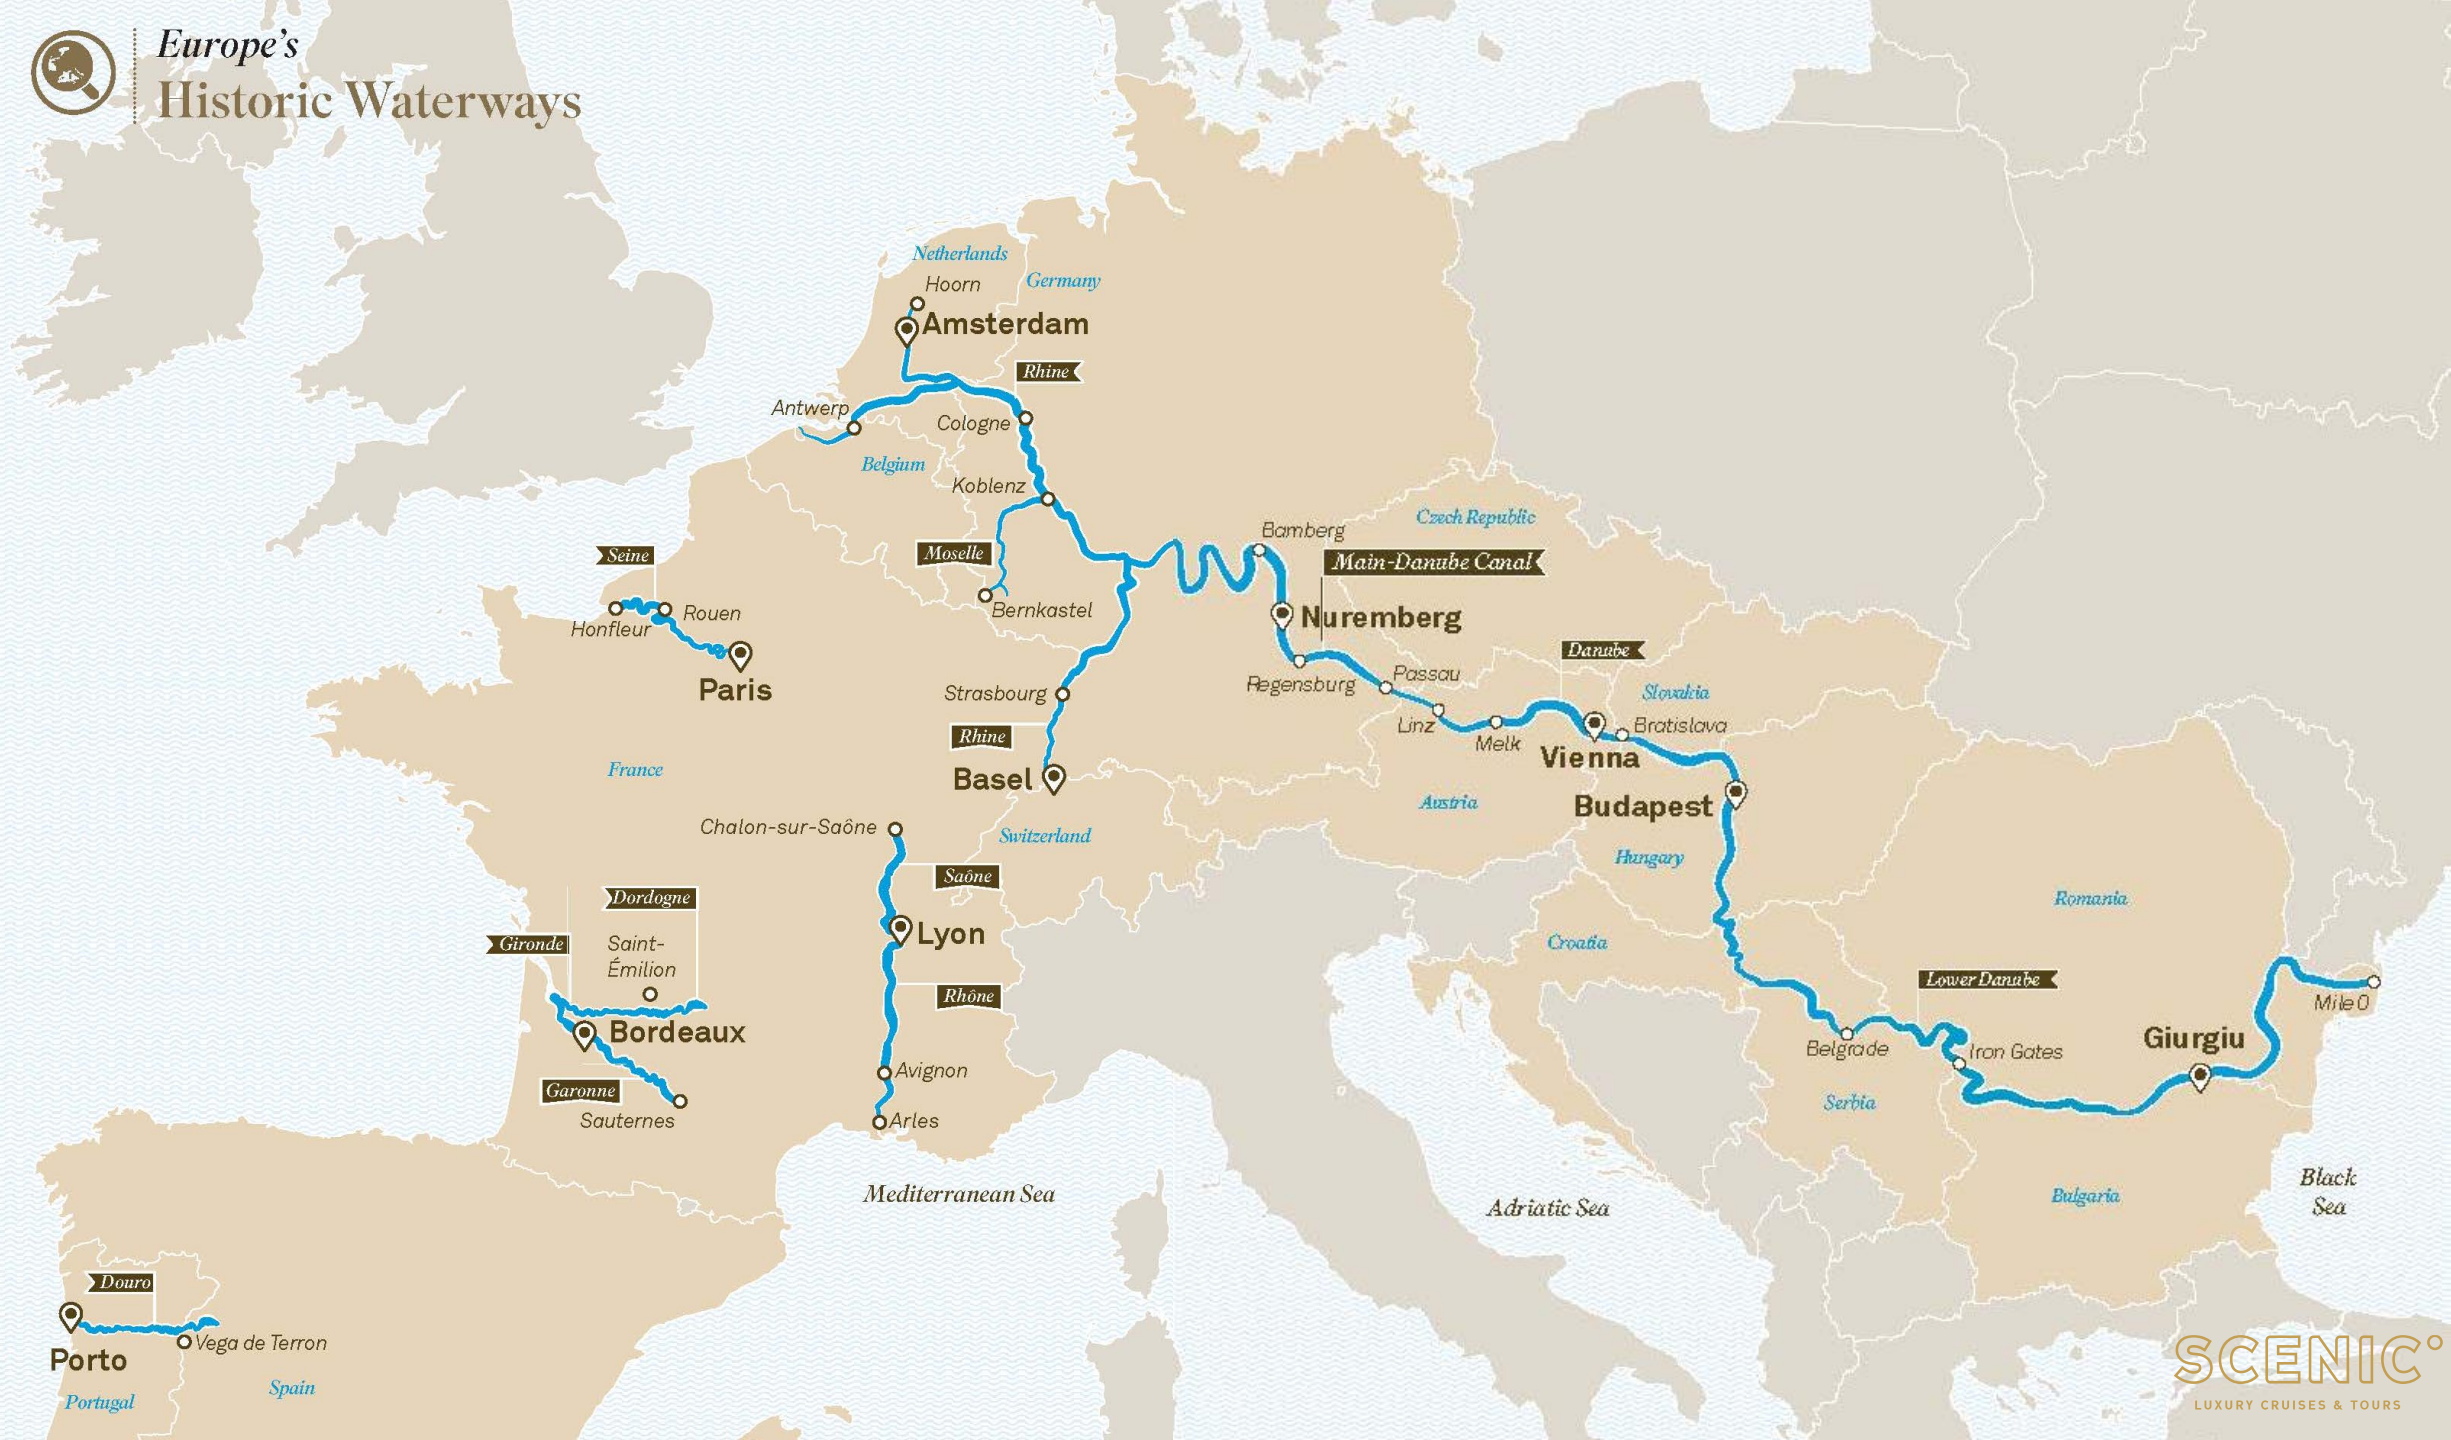 Europe's
Historic Waterways
Netherlands
Hoorn
Germany
Amsterdam
Rhine
Antwerp
Cologne
Belgium
Koblenz
Czech Republic
Bamberg
Seine
Moselle
Main-Danube Canal
Bernkastel
Rouen
Honfleur
Nuremberg
Danube
Paris
Strasbourg
Regensburg
Passau
Slovakia
Linz
Bratislava
Melk
Rhine
Vienna
France
Basel
Austria
Budapest
Chalon-sur-Saône
Switzerland
Hungary
Saône
Dordogne
Romania
Lyon
Gironde
Saint-
Émilion
Croatia
Lower Danube
Rhône
Mile 0
Bordeaux
Giurgiu
Belgrade
Iron Gates
Avignon
Garonne
Serbia
Sauternes
Arles
Mediterranean Sea
Adriatic Sea
Bulgaria
Black
Sea
Douro
Vega de Terron
Porto
Spain
Portugal
SCENIC°
LUXURY CRUISES & TOURS